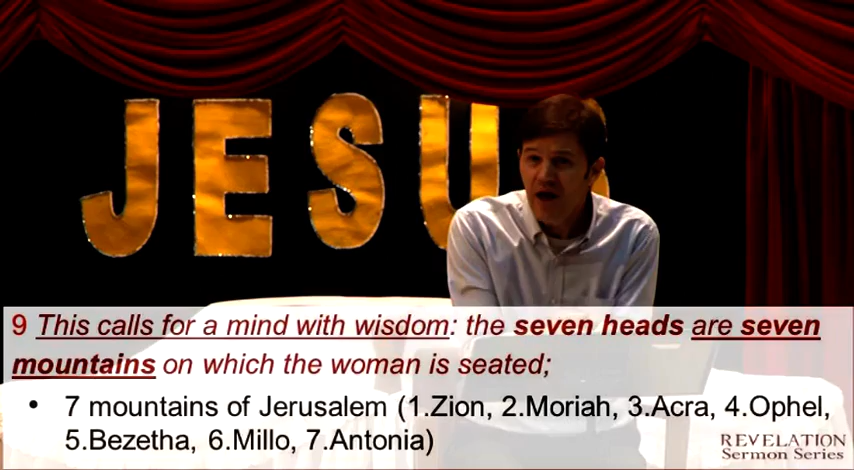 JESU
9 This calls for a mind with wisdom: the seven heads are seven
mountains on which the woman is seated;
• 7 mountains of Jerusalem (1.Zion, 2.Moriah, 3.Acra, 4.Ophel,
5.Bezetha, 6.Millo, 7.Antonia)
REVELATION
Sermon Series